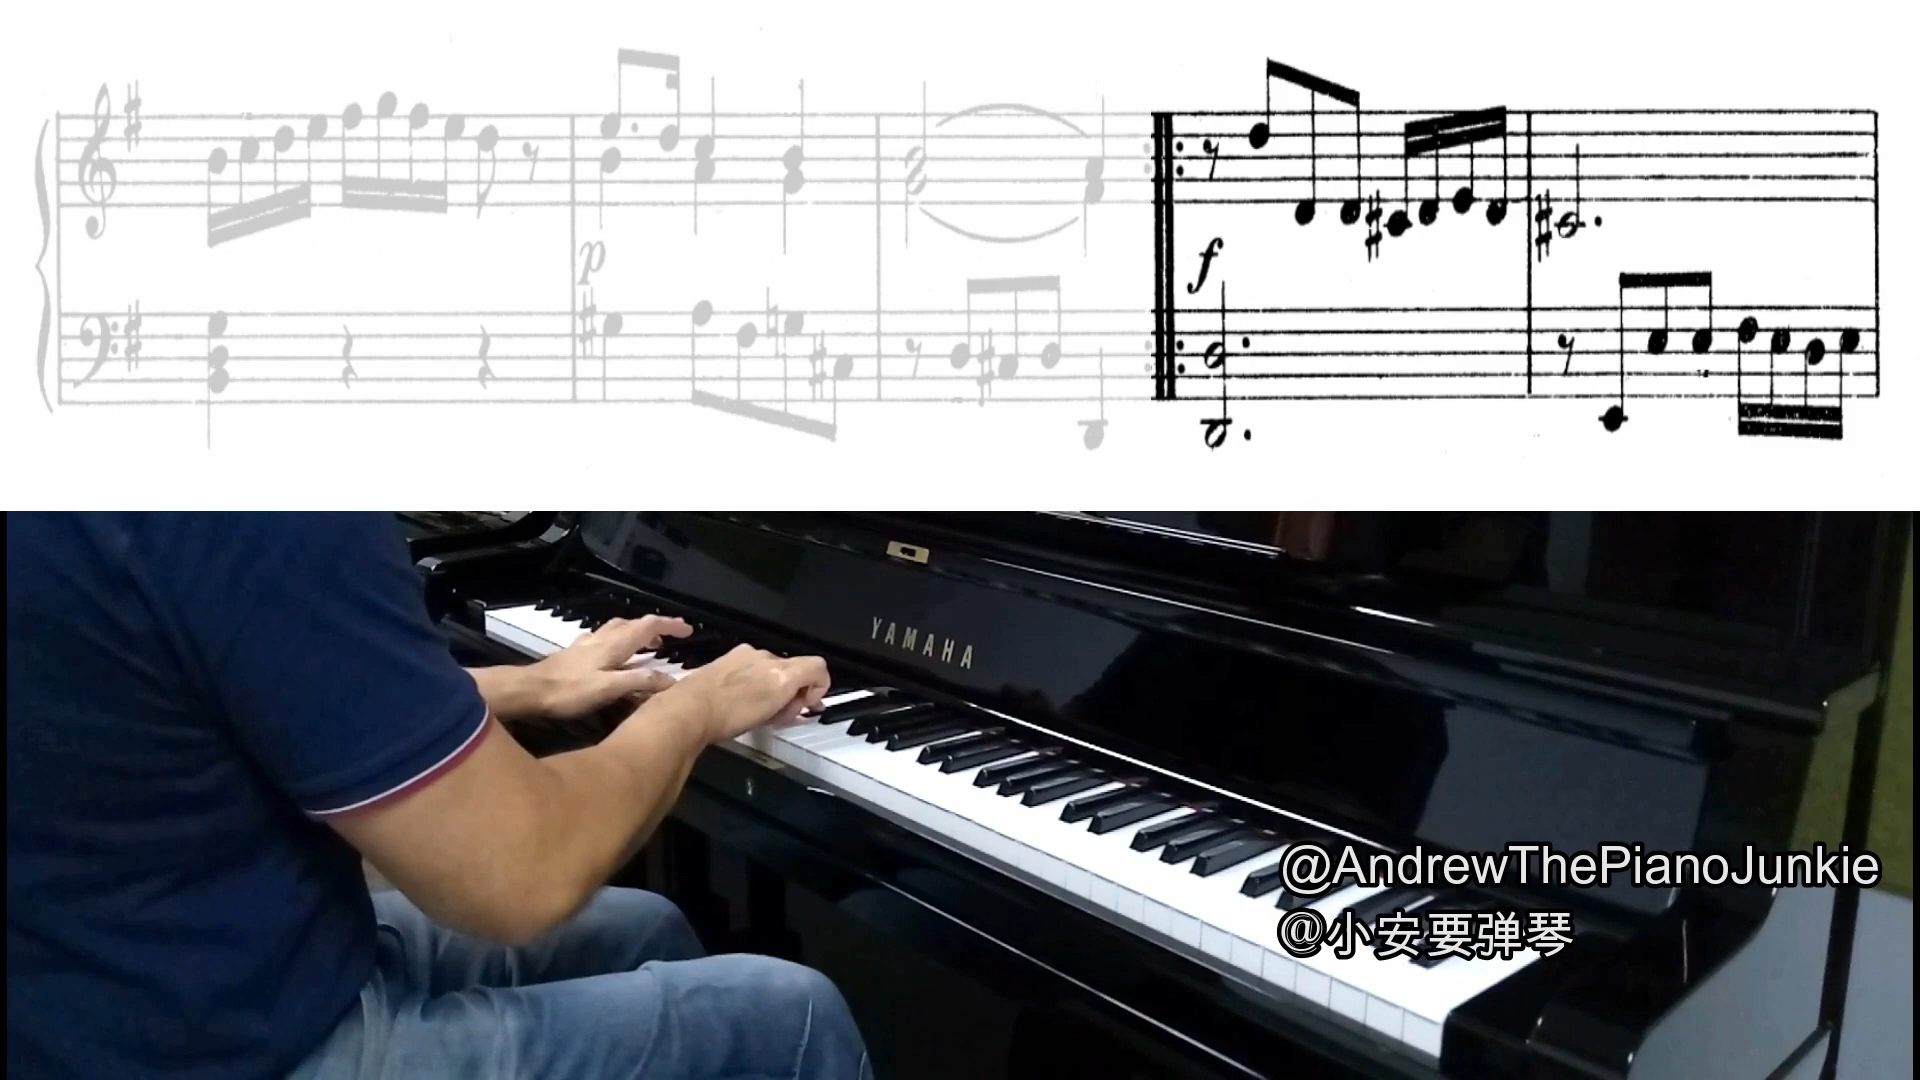 p
f
YAMAHA
@AndrewThePianoJunkie
@小安要弹琴